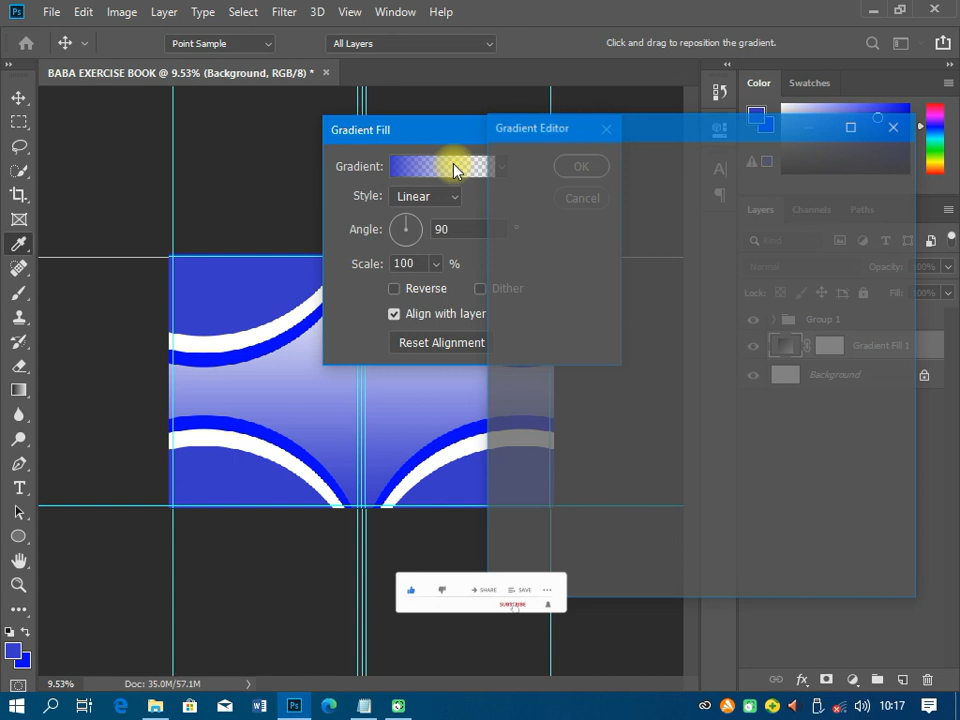 Ps File Edit Image Layer Type Select Filter 3D View Window Help
Point Sample All Layers Click and drag to reposition the gradient.
BABA EXERCISE BOOK @ 9.53% (Background, RGB/8) *
Color Swatches
Gradient Fill
Gradient Editor
Gradient: OK
Style: Linear Cancel
Angle: 90 °
Scale: 100 %
Reverse Dither
Align with layer
Reset Alignment
Layers Channels Paths
Kind
Normal Opacity: 100%
Lock: Fill: 100%
Group 1
Gradient Fill 1
Background
SHARE SAVE
SUBSCRIBE
9.53% Doc: 35.0M/57.1M
10:17